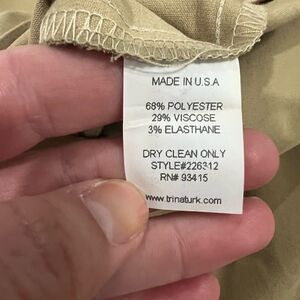 MADE IN U.S.A
68% POLYESTER
29% VISCOSE
3% ELASTHANE
DRY CLEAN ONLY
STYLE#226312
RN# 93415
www.trinaturk.com